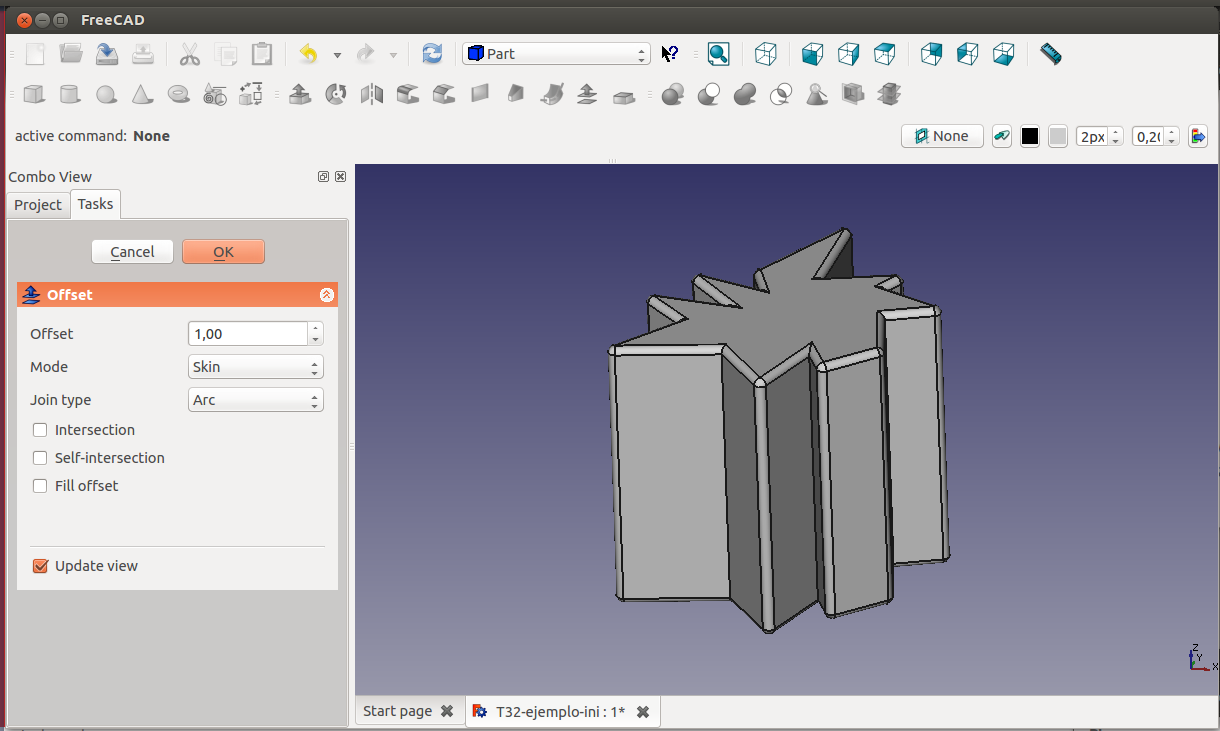 FreeCAD
Part
active command: None
None
2px
0,20
Combo View
Project
Tasks
Cancel
OK
Offset
Offset
1,00
Mode
Skin
Join type
Arc
Intersection
Self-intersection
Fill offset
Update view
Z
Y
X
Start page
T32-ejemplo-ini : 1*